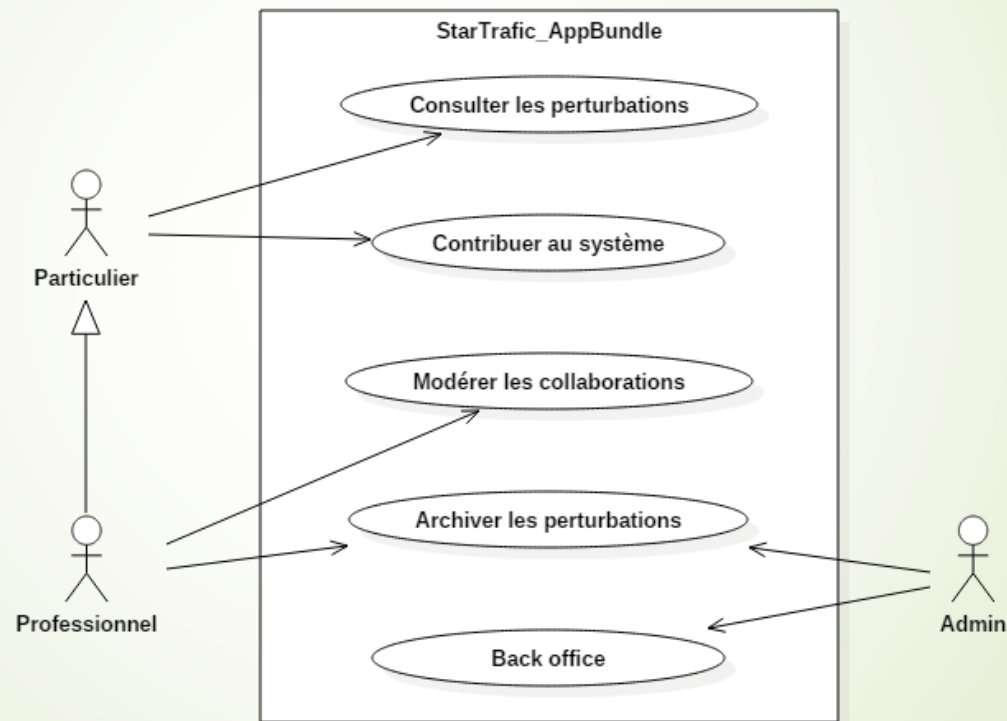 StarTrafic_AppBundle
Consulter les perturbations
Contribuer au système
Particulier
Modérer les collaborations
Archiver les perturbations
Professionnel
Admin
Back office